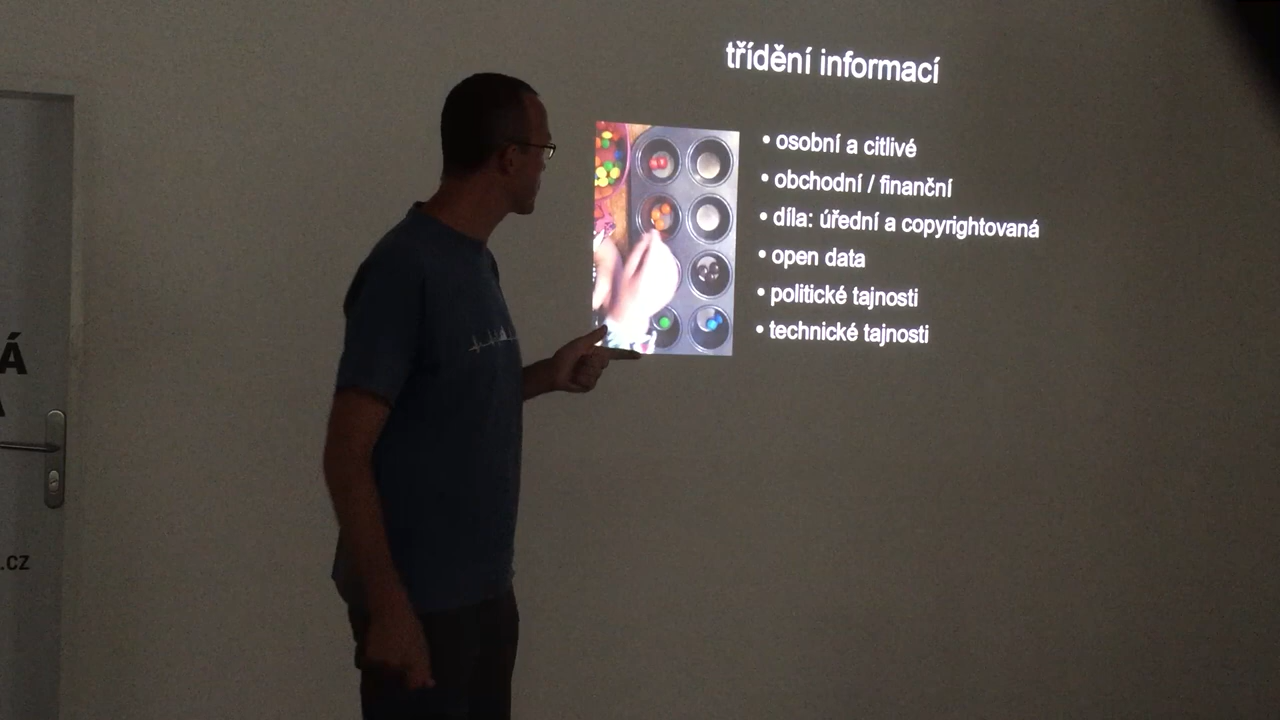 třídění informací
• osobní a citlivé
• obchodní / finanční
• díla: úřední a copyrightovaná
• open data
• politické tajnosti
• technické tajnosti
Á
.cz